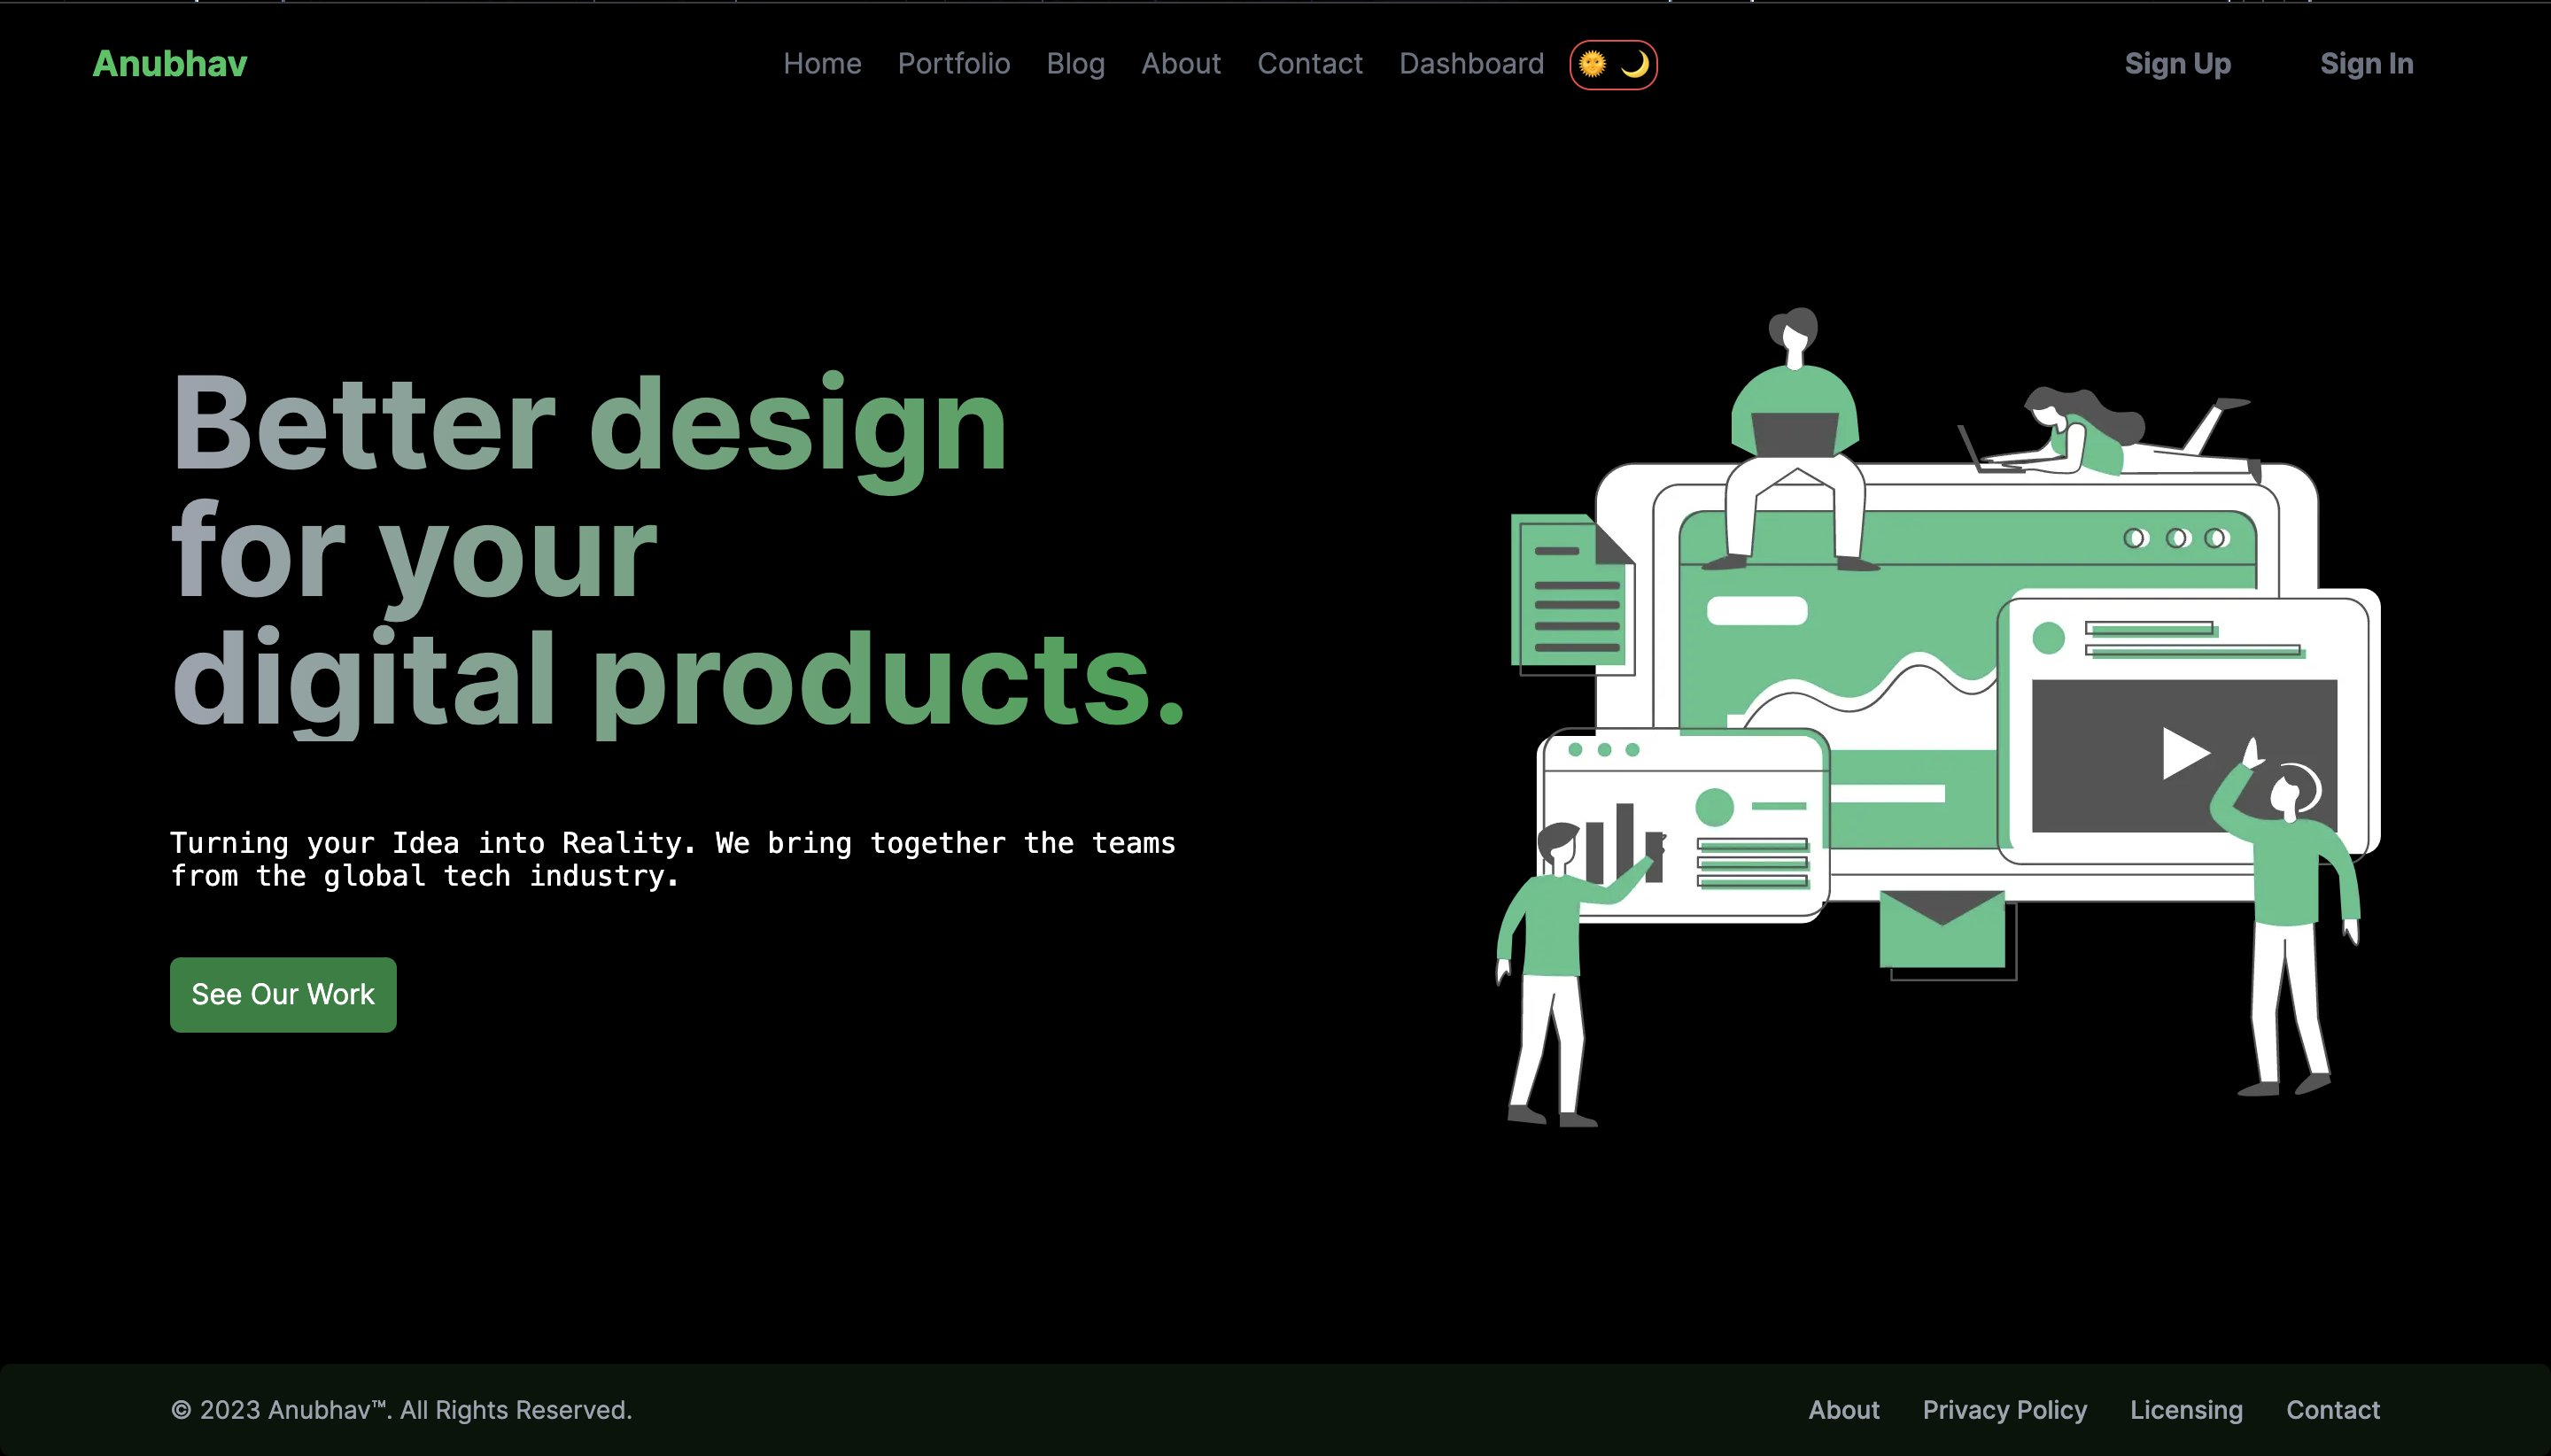 Anubhav
Home Portfolio Blog About Contact Dashboard
Sign Up Sign In
Better design
for your
digital products.
Turning your Idea into Reality. We bring together the teams
from the global tech industry.
See Our Work
© 2023 Anubhav™. All Rights Reserved.
About Privacy Policy Licensing Contact